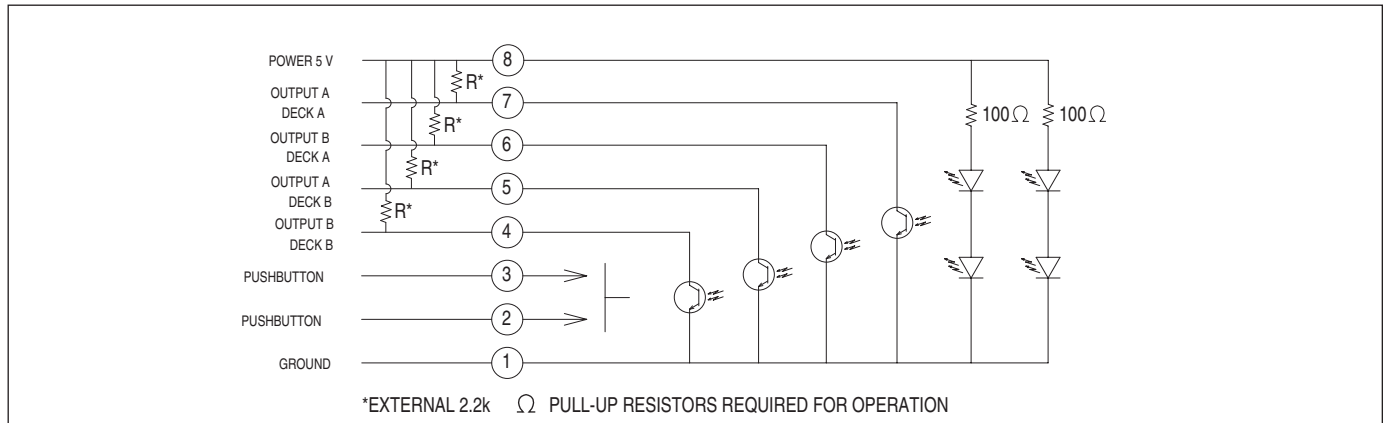 POWER 5 V
8
R*
OUTPUT A
DECK A
7
100Ω
100Ω
R*
OUTPUT B
DECK A
6
R*
OUTPUT A
DECK B
5
R*
OUTPUT B
DECK B
4
PUSHBUTTON
3
PUSHBUTTON
2
GROUND
1
*EXTERNAL 2.2k Ω PULL-UP RESISTORS REQUIRED FOR OPERATION